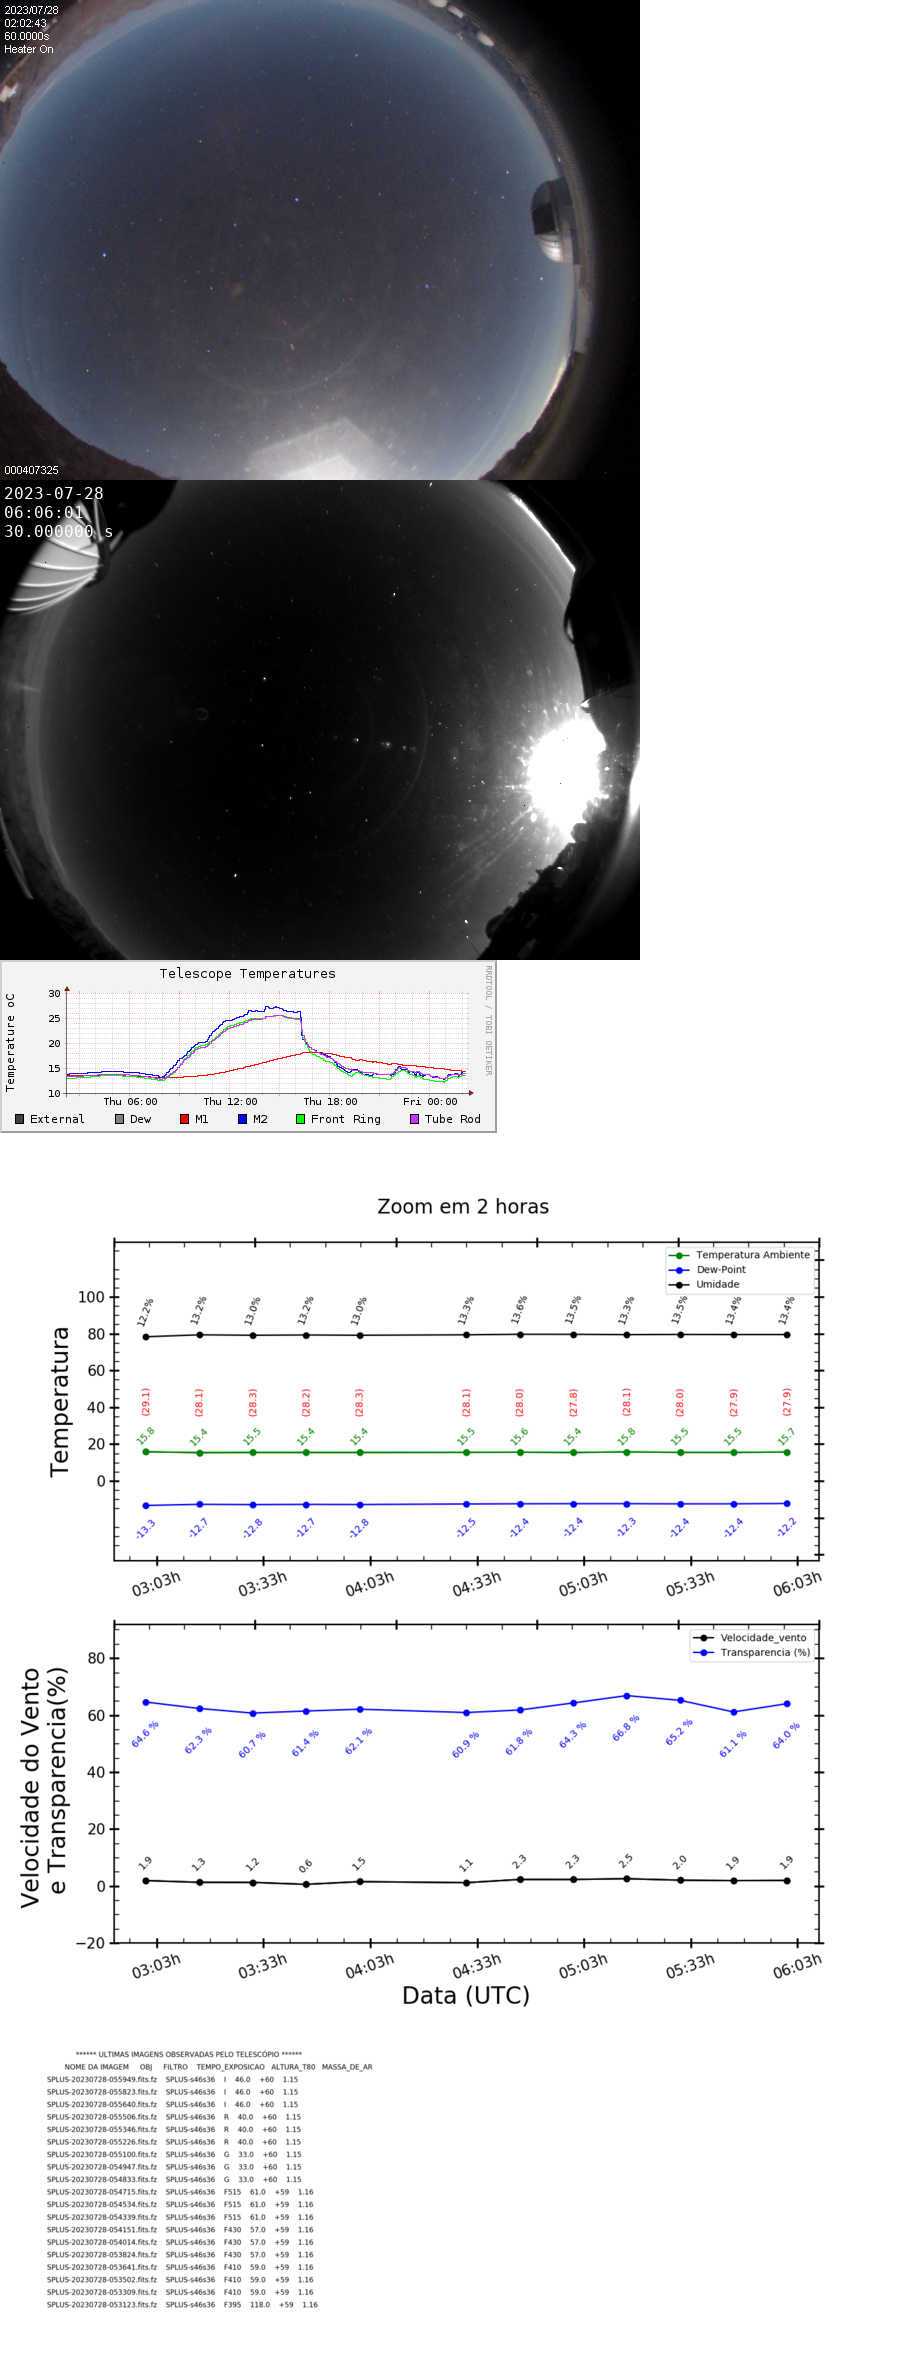 2023/07/28
02:02:43
60.0000s
Heater On
000407325
2023-07-28
06:06:01
30.000000 s
Telescope Temperatures
RRDTOOL / TOBI OETIKER
Temperature oC
30
25
20
15
10
Thu 06:00 Thu 12:00 Thu 18:00 Fri 00:00
External Dew M1 M2 Front Ring Tube Rod
Zoom em 2 horas
Temperatura Ambiente
Dew-Point
Umidade
Temperatura
100
80
60
40
20
0
12.2% 13.2% 13.0% 13.2% 13.0% 13.3% 13.6% 13.5% 13.3% 13.5% 13.4% 13.4%
(29.1) (28.1) (28.3) (28.2) (28.3) (28.1) (28.0) (27.8) (28.1) (28.0) (27.9) (27.9)
15.8 15.4 15.5 15.4 15.4 15.5 15.6 15.4 15.8 15.5 15.5 15.7
-13.3 -12.7 -12.8 -12.7 -12.8 -12.5 -12.4 -12.4 -12.3 -12.4 -12.4 -12.2
03:03h 03:33h 04:03h 04:33h 05:03h 05:33h 06:03h
Velocidade_vento
Transparencia (%)
Velocidade do Vento
e Transparencia(%)
80
60
40
20
0
−20
64.6 % 62.3 % 60.7 % 61.4 % 62.1 % 60.9 % 61.8 % 64.3 % 66.8 % 65.2 % 61.1 % 64.0 %
1.9 1.3 1.2 0.6 1.5 1.1 2.3 2.3 2.5 2.0 1.9 1.9
03:03h 03:33h 04:03h 04:33h 05:03h 05:33h 06:03h
Data (UTC)
****** ULTIMAS IMAGENS OBSERVADAS PELO TELESCÓPIO ******
NOME DA IMAGEM OBJ FILTRO TEMPO_EXPOSICAO ALTURA_T80 MASSA_DE_AR
SPLUS-20230728-055949.fits.fz SPLUS-s46s36 I 46.0 +60 1.15
SPLUS-20230728-055823.fits.fz SPLUS-s46s36 I 46.0 +60 1.15
SPLUS-20230728-055640.fits.fz SPLUS-s46s36 I 46.0 +60 1.15
SPLUS-20230728-055506.fits.fz SPLUS-s46s36 R 40.0 +60 1.15
SPLUS-20230728-055346.fits.fz SPLUS-s46s36 R 40.0 +60 1.15
SPLUS-20230728-055226.fits.fz SPLUS-s46s36 R 40.0 +60 1.15
SPLUS-20230728-055100.fits.fz SPLUS-s46s36 G 33.0 +60 1.15
SPLUS-20230728-054947.fits.fz SPLUS-s46s36 G 33.0 +60 1.15
SPLUS-20230728-054833.fits.fz SPLUS-s46s36 G 33.0 +60 1.15
SPLUS-20230728-054715.fits.fz SPLUS-s46s36 F515 61.0 +59 1.16
SPLUS-20230728-054534.fits.fz SPLUS-s46s36 F515 61.0 +59 1.16
SPLUS-20230728-054339.fits.fz SPLUS-s46s36 F515 61.0 +59 1.16
SPLUS-20230728-054151.fits.fz SPLUS-s46s36 F430 57.0 +59 1.16
SPLUS-20230728-054014.fits.fz SPLUS-s46s36 F430 57.0 +59 1.16
SPLUS-20230728-053824.fits.fz SPLUS-s46s36 F430 57.0 +59 1.16
SPLUS-20230728-053641.fits.fz SPLUS-s46s36 F410 59.0 +59 1.16
SPLUS-20230728-053502.fits.fz SPLUS-s46s36 F410 59.0 +59 1.16
SPLUS-20230728-053309.fits.fz SPLUS-s46s36 F410 59.0 +59 1.16
SPLUS-20230728-053123.fits.fz SPLUS-s46s36 F395 118.0 +59 1.16